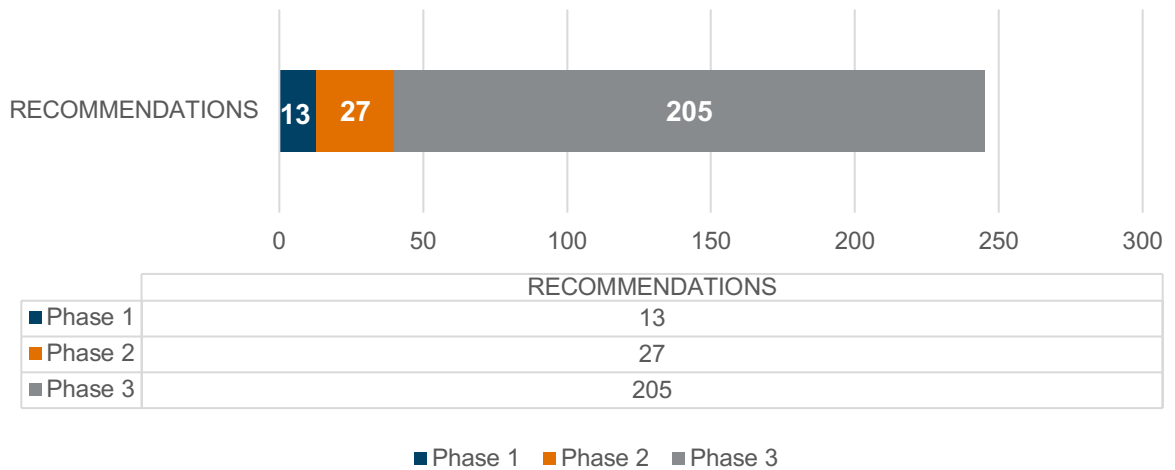 RECOMMENDATIONS 13 27 205
0 50 100 150 200 250 300
RECOMMENDATIONS
Phase 1 13
Phase 2 27
Phase 3 205
Phase 1 Phase 2 Phase 3